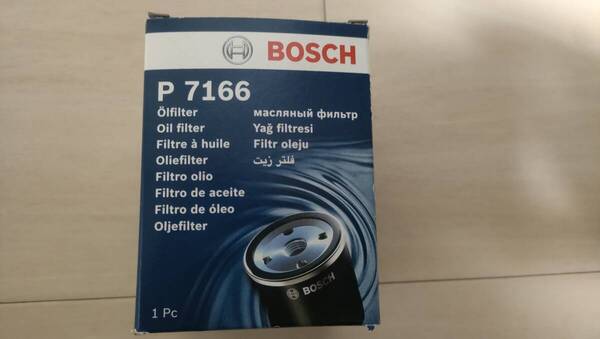 BOSCH
P 7166
Ölfilter
Oil filter
Filtre à huile
Oliefilter
Filtro olio
Filtro de aceite
Filtro de óleo
Oljefilter
масляный фильтр
Yağ filtresi
Filtr oleju
فلتر زيت
BOSCH
1 Pc